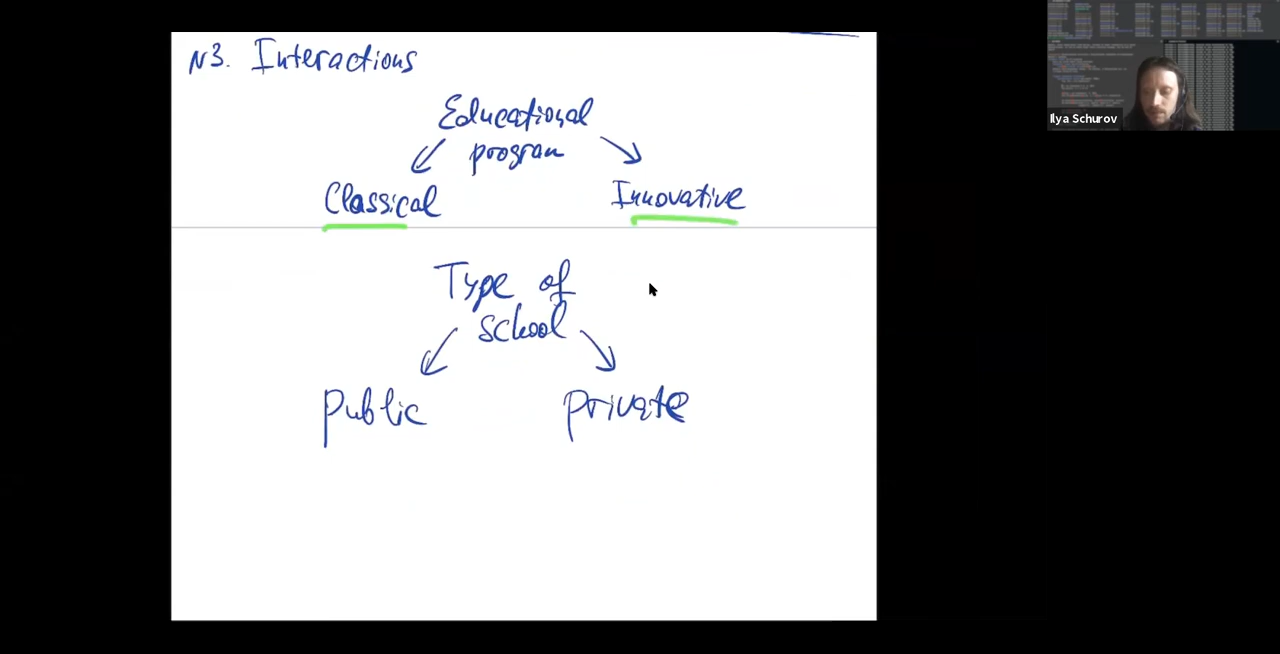 N3. Interactions
Educational
program
Classical
Innovative
Type of
school
public
private
Ilya Schurov